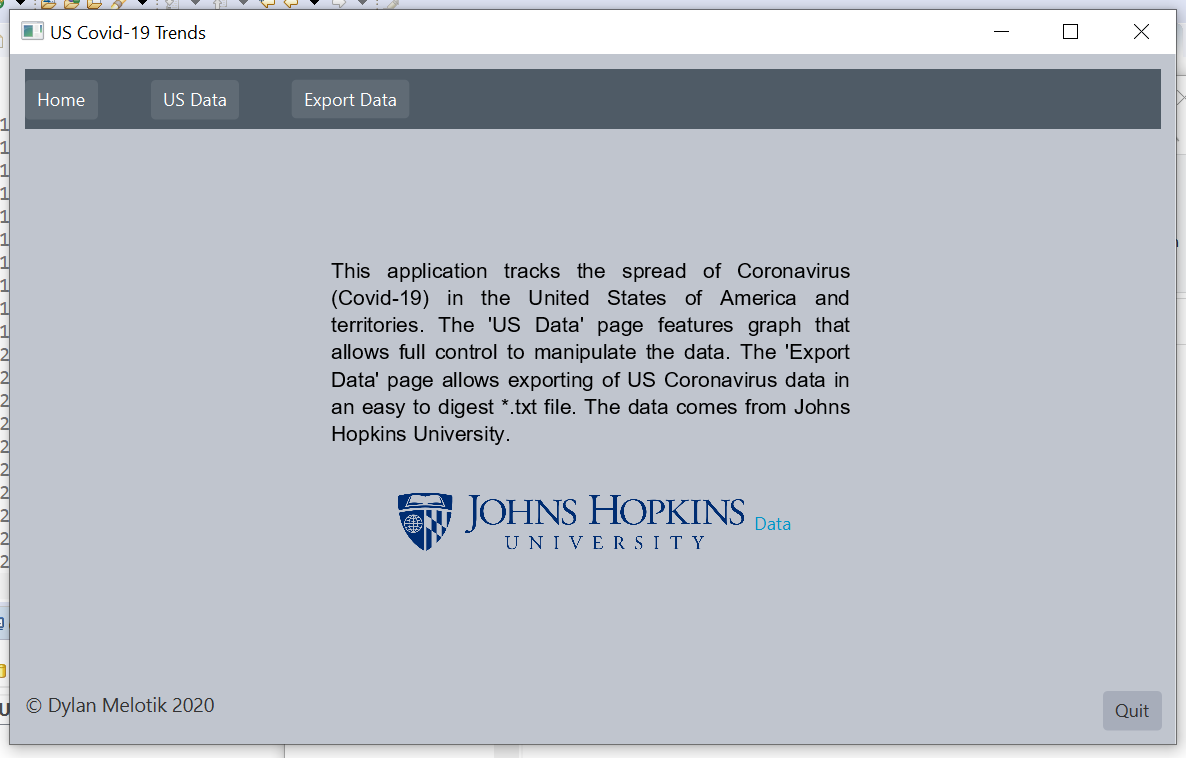 US Covid-19 Trends
Home US Data Export Data
This application tracks the spread of Coronavirus
(Covid-19) in the United States of America and
territories. The 'US Data' page features graph that
allows full control to manipulate the data. The 'Export
Data' page allows exporting of US Coronavirus data in
an easy to digest *.txt file. The data comes from Johns
Hopkins University.
JOHNS HOPKINS
UNIVERSITY
Data
© Dylan Melotik 2020
Quit